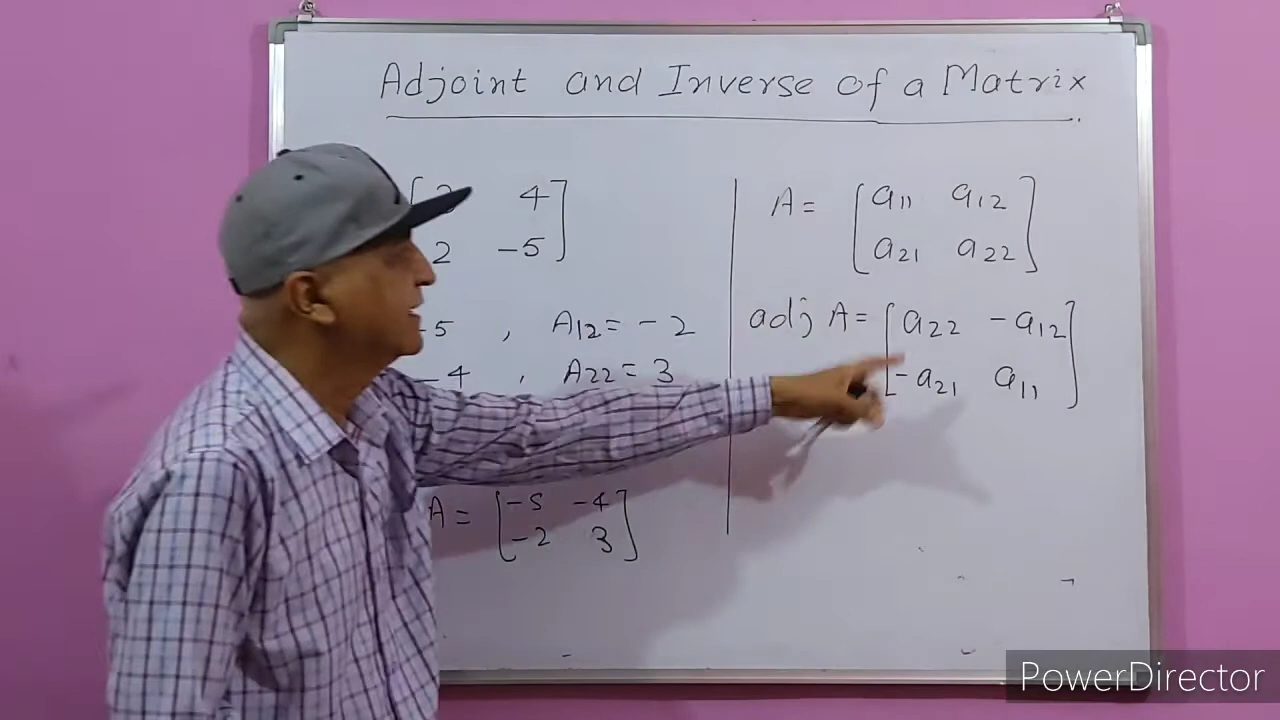 Adjoint and Inverse of a Matrix
4
2 -5
-5 , A12 = -2
-4 , A22 = 3
A = [-5 -4
-2 3]
A = [a11 a12
a21 a22]
adj A = [a22 -a12
-a21 a11]
PowerDirector